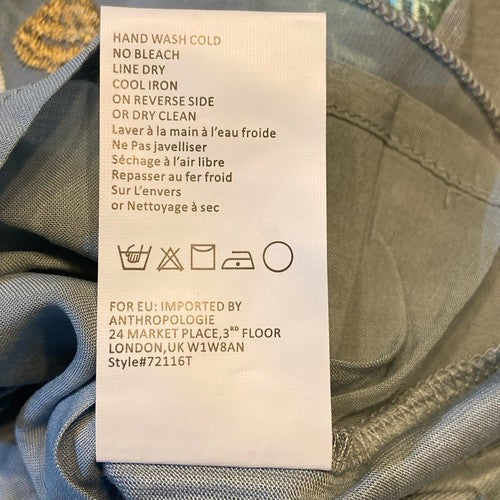 HAND WASH COLD
NO BLEACH
LINE DRY
COOL IRON
ON REVERSE SIDE
OR DRY CLEAN
Laver à la main à l'eau froide
Ne Pas javelliser
Séchage à l'air libre
Repasser au fer froid
Sur L'envers
or Nettoyage à sec
FOR EU: IMPORTED BY
ANTHROPOLOGIE
24 MARKET PLACE,3RD FLOOR
LONDON,UK W1W8AN
Style#72116T